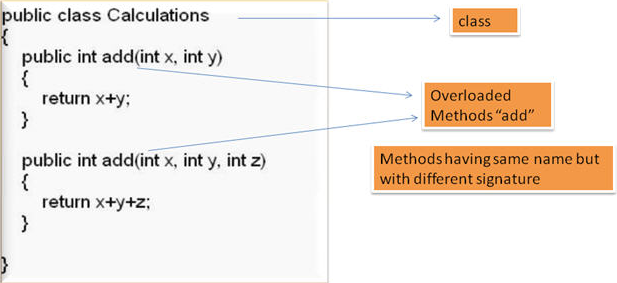 public class Calculations
{
public int add(int x, int y)
{
return x+y;
}
public int add(int x, int y, int z)
{
return x+y+z;
}
}
class
Overloaded
Methods “add”
Methods having same name but
with different signature